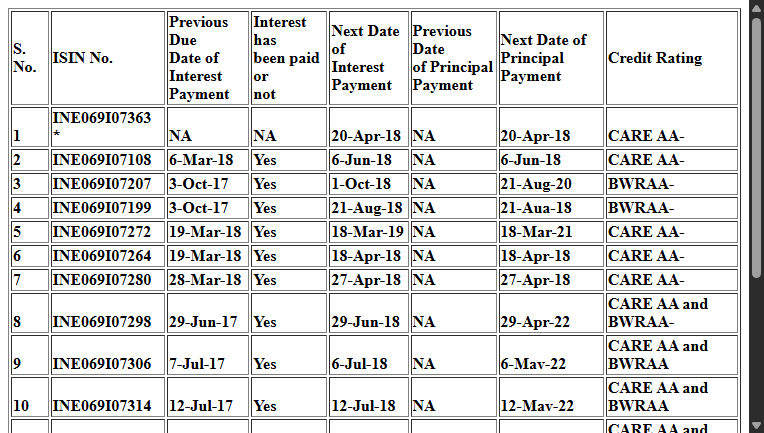 S. No. ISIN No. Previous Due Date of Interest Payment Interest has been paid or not Next Date of Interest Payment Previous Date of Principal Payment Next Date of Principal Payment Credit Rating
1 INE069I07363 * NA NA 20-Apr-18 NA 20-Apr-18 CARE AA-
2 INE069I07108 6-Mar-18 Yes 6-Jun-18 NA 6-Jun-18 CARE AA-
3 INE069I07207 3-Oct-17 Yes 1-Oct-18 NA 21-Aug-20 BWRAA-
4 INE069I07199 3-Oct-17 Yes 21-Aug-18 NA 21-Aua-18 BWRAA-
5 INE069I07272 19-Mar-18 Yes 18-Mar-19 NA 18-Mar-21 CARE AA-
6 INE069I07264 19-Mar-18 Yes 18-Apr-18 NA 18-Apr-18 CARE AA-
7 INE069I07280 28-Mar-18 Yes 27-Apr-18 NA 27-Apr-18 CARE AA-
8 INE069I07298 29-Jun-17 Yes 29-Jun-18 NA 29-Apr-22 CARE AA and BWRAA-
9 INE069I07306 7-Jul-17 Yes 6-Jul-18 NA 6-Mav-22 CARE AA and BWRAA
10 INE069I07314 12-Jul-17 Yes 12-Jul-18 NA 12-Mav-22 CARE AA and BWRAA
CARE AA and